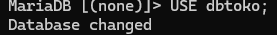 MariaDB [(none)]> USE dbtoko;
Database changed